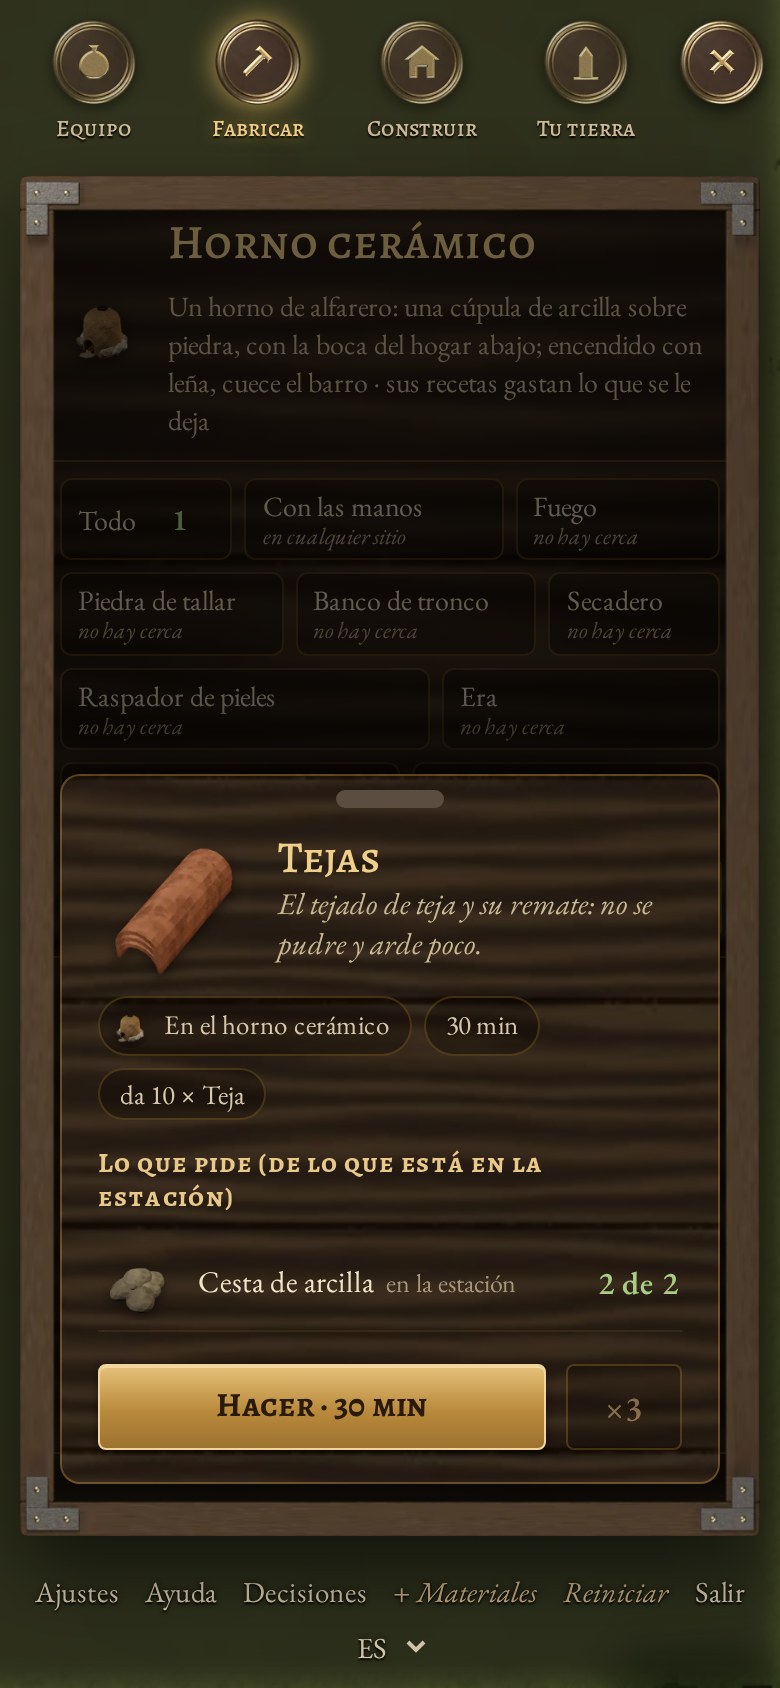 Equipo
Fabricar
Construir
Tu tierra
Horno cerámico
Un horno de alfarero: una cúpula de arcilla sobre
piedra, con la boca del hogar abajo; encendido con
leña, cuece el barro · sus recetas gastan lo que se le
deja
Todo 1
Con las manos
en cualquier sitio
Fuego
no hay cerca
Piedra de tallar
no hay cerca
Banco de tronco
no hay cerca
Secadero
no hay cerca
Raspador de pieles
no hay cerca
Era
no hay cerca
Tejas
El tejado de teja y su remate: no se
pudre y arde poco.
En el horno cerámico
30 min
da 10 × Teja
Lo que pide (de lo que está en la
estación)
Cesta de arcilla en la estación 2 de 2
Hacer · 30 min
×3
Ajustes Ayuda Decisiones + Materiales Reiniciar Salir
ES